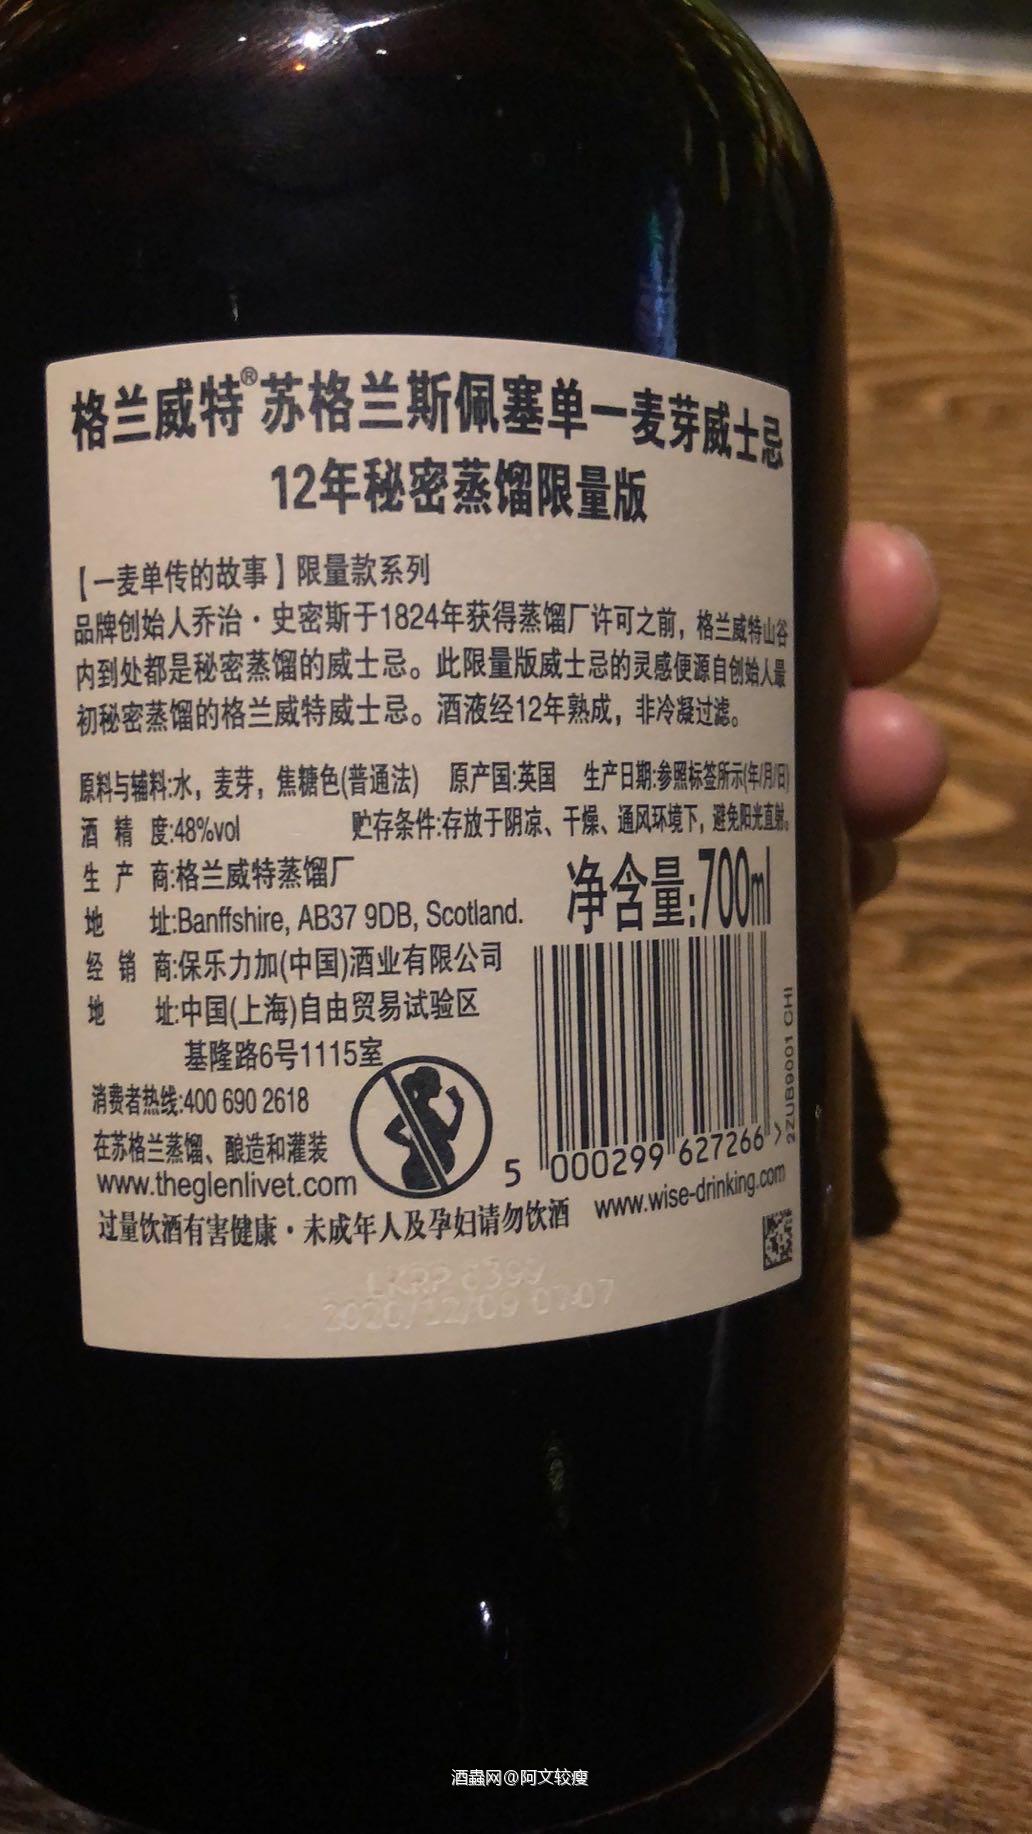 格兰威特®苏格兰斯佩塞单一麦芽威士忌
12年秘密蒸馏限量版
【一麦单传的故事】限量款系列
品牌创始人乔治·史密斯于1824年获得蒸馏厂许可之前，格兰威特山谷
内到处都是秘密蒸馏的威士忌。此限量版威士忌的灵感便源自创始人最
初秘密蒸馏的格兰威特威士忌。酒液经12年熟成，非冷凝过滤。
原料与辅料:水，麦芽，焦糖色(普通法) 原产国:英国 生产日期:参照标签所示(年/月/日)
酒精度:48%vol 贮存条件:存放于阴凉、干燥、通风环境下，避免阳光直射。
生产商:格兰威特蒸馏厂
净含量:700ml
地址:Banffshire, AB37 9DB, Scotland.
经销商:保乐力加(中国)酒业有限公司
地址:中国(上海)自由贸易试验区
基隆路6号1115室
消费者热线:400 690 2618
在苏格兰蒸馏、酿造和灌装
www.theglenlivet.com
5 000299 627266 >
2ZUB9001 CHI
www.wise-drinking.com
过量饮酒有害健康·未成年人及孕妇请勿饮酒
LKRP 6399
2020/12/09 07:07
酒蟲网@阿文较瘦